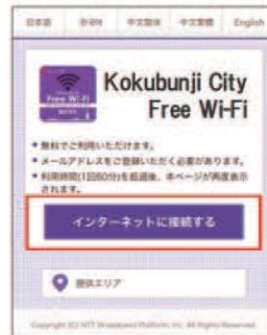 日本語 한국어 中文简体 中文繁體 English
Free Wi-Fi
Kokubunji City
Free Wi-Fi
• 無料でご利用いただけます。
• メールアドレスをご登録いただく必要があります。
• 利用時間(1回60分)を超過後、本ページが再度表示
されます。
インターネットに接続する
提供エリア
Copyright (C) NTT Broadband Platform, Inc. All Rights Reserved.